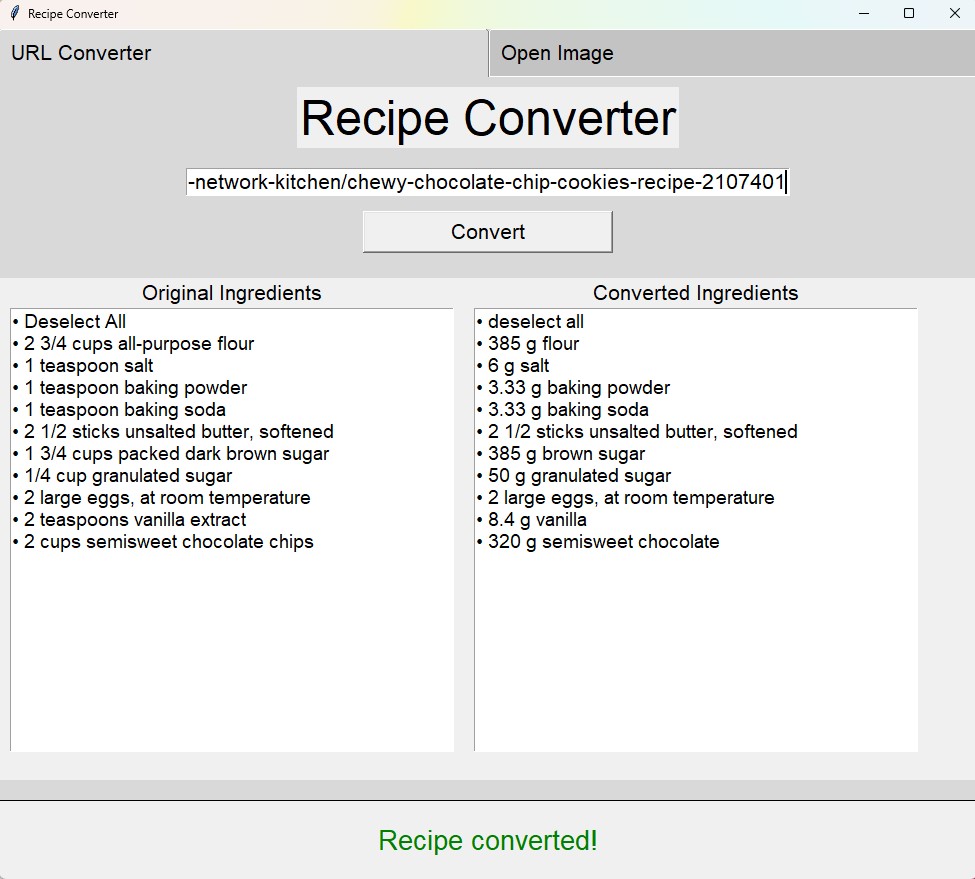 Recipe Converter
URL Converter
Open Image
Recipe Converter
-network-kitchen/chewy-chocolate-chip-cookies-recipe-2107401
Convert
Original Ingredients
• Deselect All
• 2 3/4 cups all-purpose flour
• 1 teaspoon salt
• 1 teaspoon baking powder
• 1 teaspoon baking soda
• 2 1/2 sticks unsalted butter, softened
• 1 3/4 cups packed dark brown sugar
• 1/4 cup granulated sugar
• 2 large eggs, at room temperature
• 2 teaspoons vanilla extract
• 2 cups semisweet chocolate chips
Converted Ingredients
• deselect all
• 385 g flour
• 6 g salt
• 3.33 g baking powder
• 3.33 g baking soda
• 2 1/2 sticks unsalted butter, softened
• 385 g brown sugar
• 50 g granulated sugar
• 2 large eggs, at room temperature
• 8.4 g vanilla
• 320 g semisweet chocolate
Recipe converted!